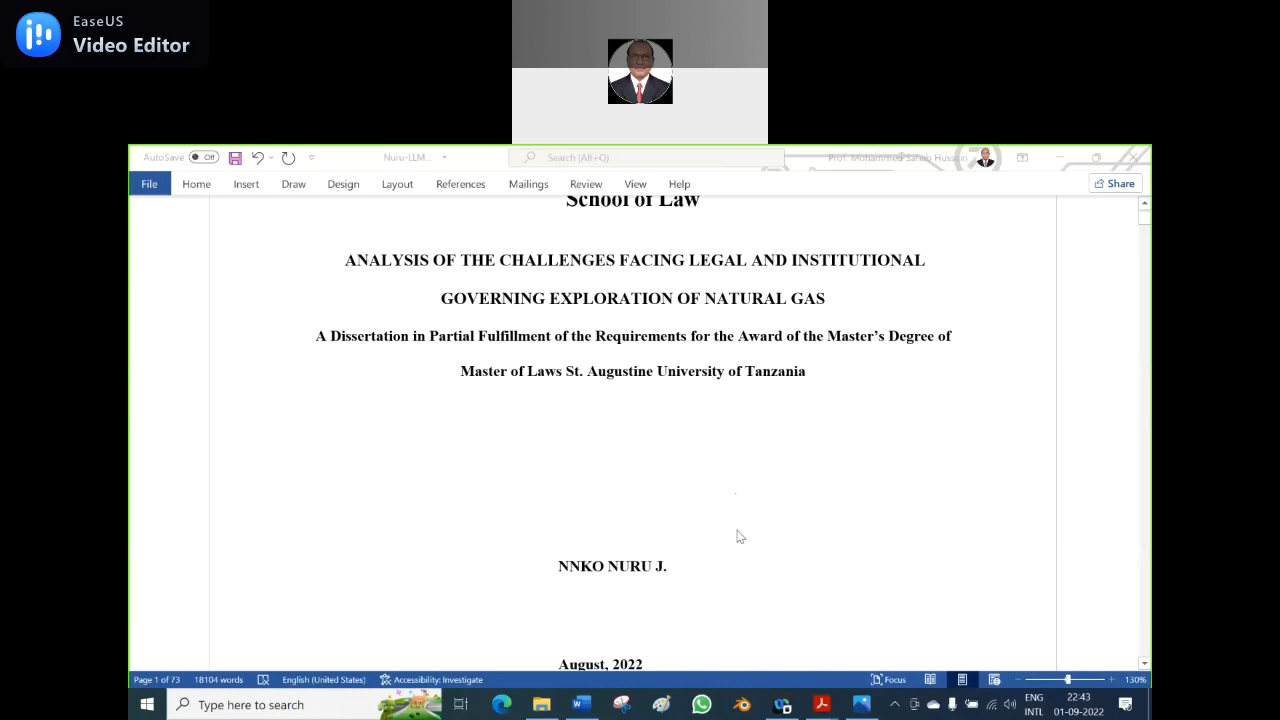 EaseUS
Video Editor
AutoSave Off
Nuru-LLM...
Search (Alt+Q)
Prof. Mohammed Saheb Hussain
File Home Insert Draw Design Layout References Mailings Review View Help Share
School of Law
ANALYSIS OF THE CHALLENGES FACING LEGAL AND INSTITUTIONAL
GOVERNING EXPLORATION OF NATURAL GAS
A Dissertation in Partial Fulfillment of the Requirements for the Award of the Master’s Degree of
Master of Laws St. Augustine University of Tanzania
NNKO NURU J.
August, 2022
Page 1 of 73 18104 words English (United States) Accessibility: Investigate Focus 130%
Type here to search
ENG 22:43
INTL 01-09-2022